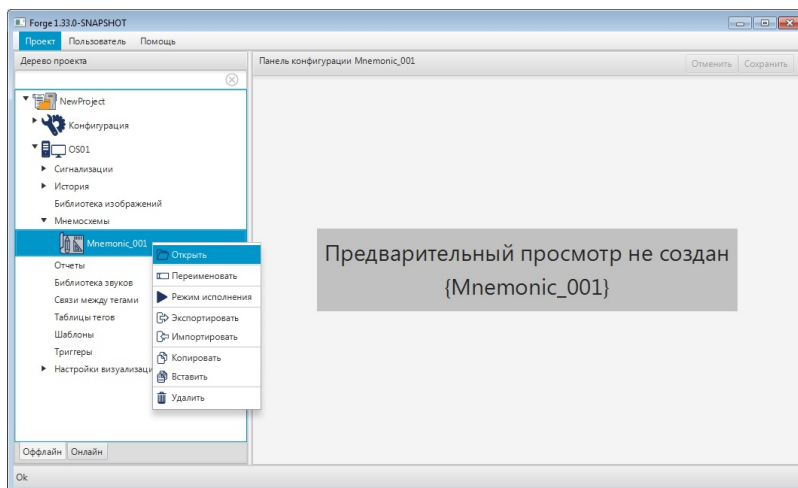 Forge 1.33.0-SNAPSHOT
Проект Пользователь Помощь
Дерево проекта
Панель конфигурации Mnemonic_001
Отменить Сохранить
NewProject
Конфигурация
OS01
Сигнализации
История
Библиотека изображений
Мнемосхемы
Mnemonic_001
Отчеты
Библиотека звуков
Связи между тегами
Таблицы тегов
Шаблоны
Триггеры
Настройки визуализаци
Открыть
Переименовать
Режим исполнения
Экспортировать
Импортировать
Копировать
Вставить
Удалить
Предварительный просмотр не создан
{Mnemonic_001}
Оффлайн Онлайн
Ok